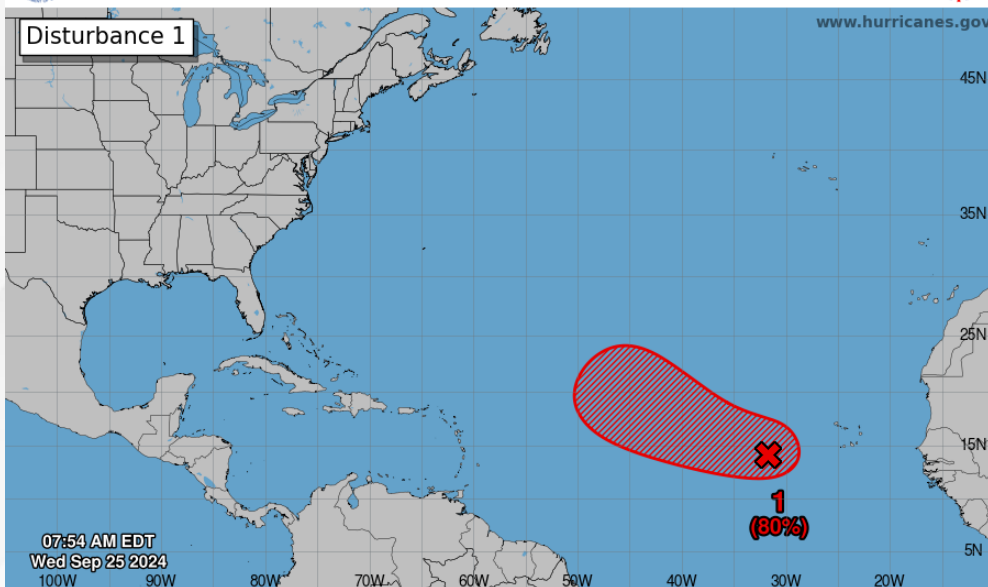 www.hurricanes.gov
Disturbance 1
45N
35N
25N
15N
1
(80%)
07:54 AM EDT
Wed Sep 25 2024
5N
100W
90W
80W
70W
60W
50W
40W
30W
20W